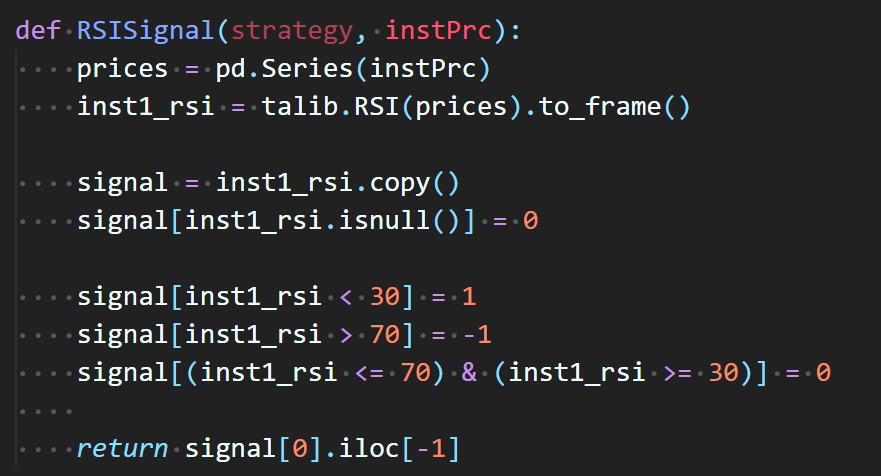 def RSISignal(strategy, instPrc):
    prices = pd.Series(instPrc)
    inst1_rsi = talib.RSI(prices).to_frame()

    signal = inst1_rsi.copy()
    signal[inst1_rsi.isnull()] = 0

    signal[inst1_rsi < 30] = 1
    signal[inst1_rsi > 70] = -1
    signal[(inst1_rsi <= 70) & (inst1_rsi >= 30)] = 0

    return signal[0].iloc[-1]